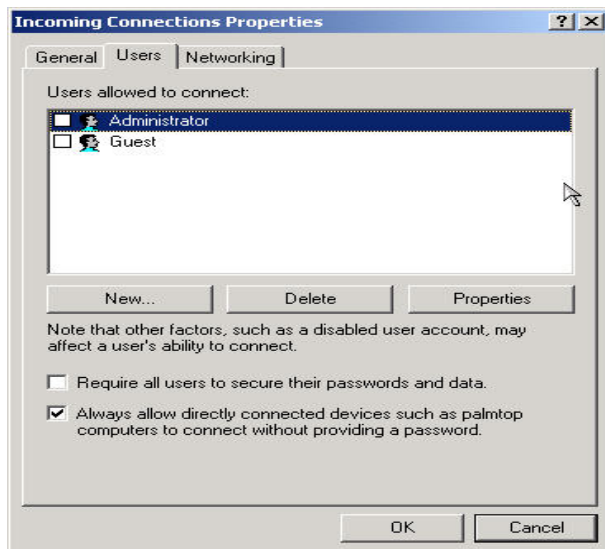 Incoming Connections Properties
General Users Networking
Users allowed to connect:
Administrator
Guest
New... Delete Properties
Note that other factors, such as a disabled user account, may
affect a user's ability to connect.
Require all users to secure their passwords and data.
Always allow directly connected devices such as palmtop
computers to connect without providing a password.
OK Cancel